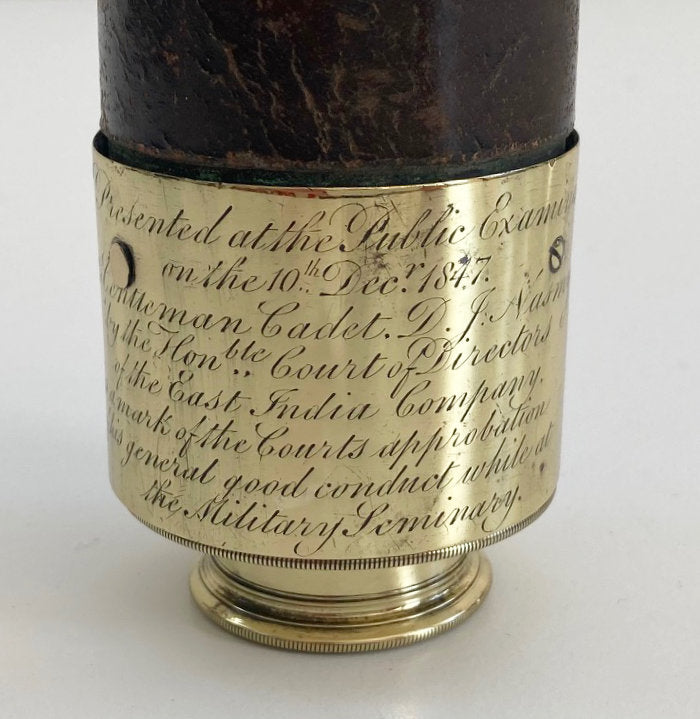 Presented at the Public Examin
on the 10th Decr. 1847.
Gentleman Cadet. D. J. Násm
by the Honble Court of Directors
of the East India Company,
mark of the Courts approbation
his general good conduct while at
the Military Seminary.